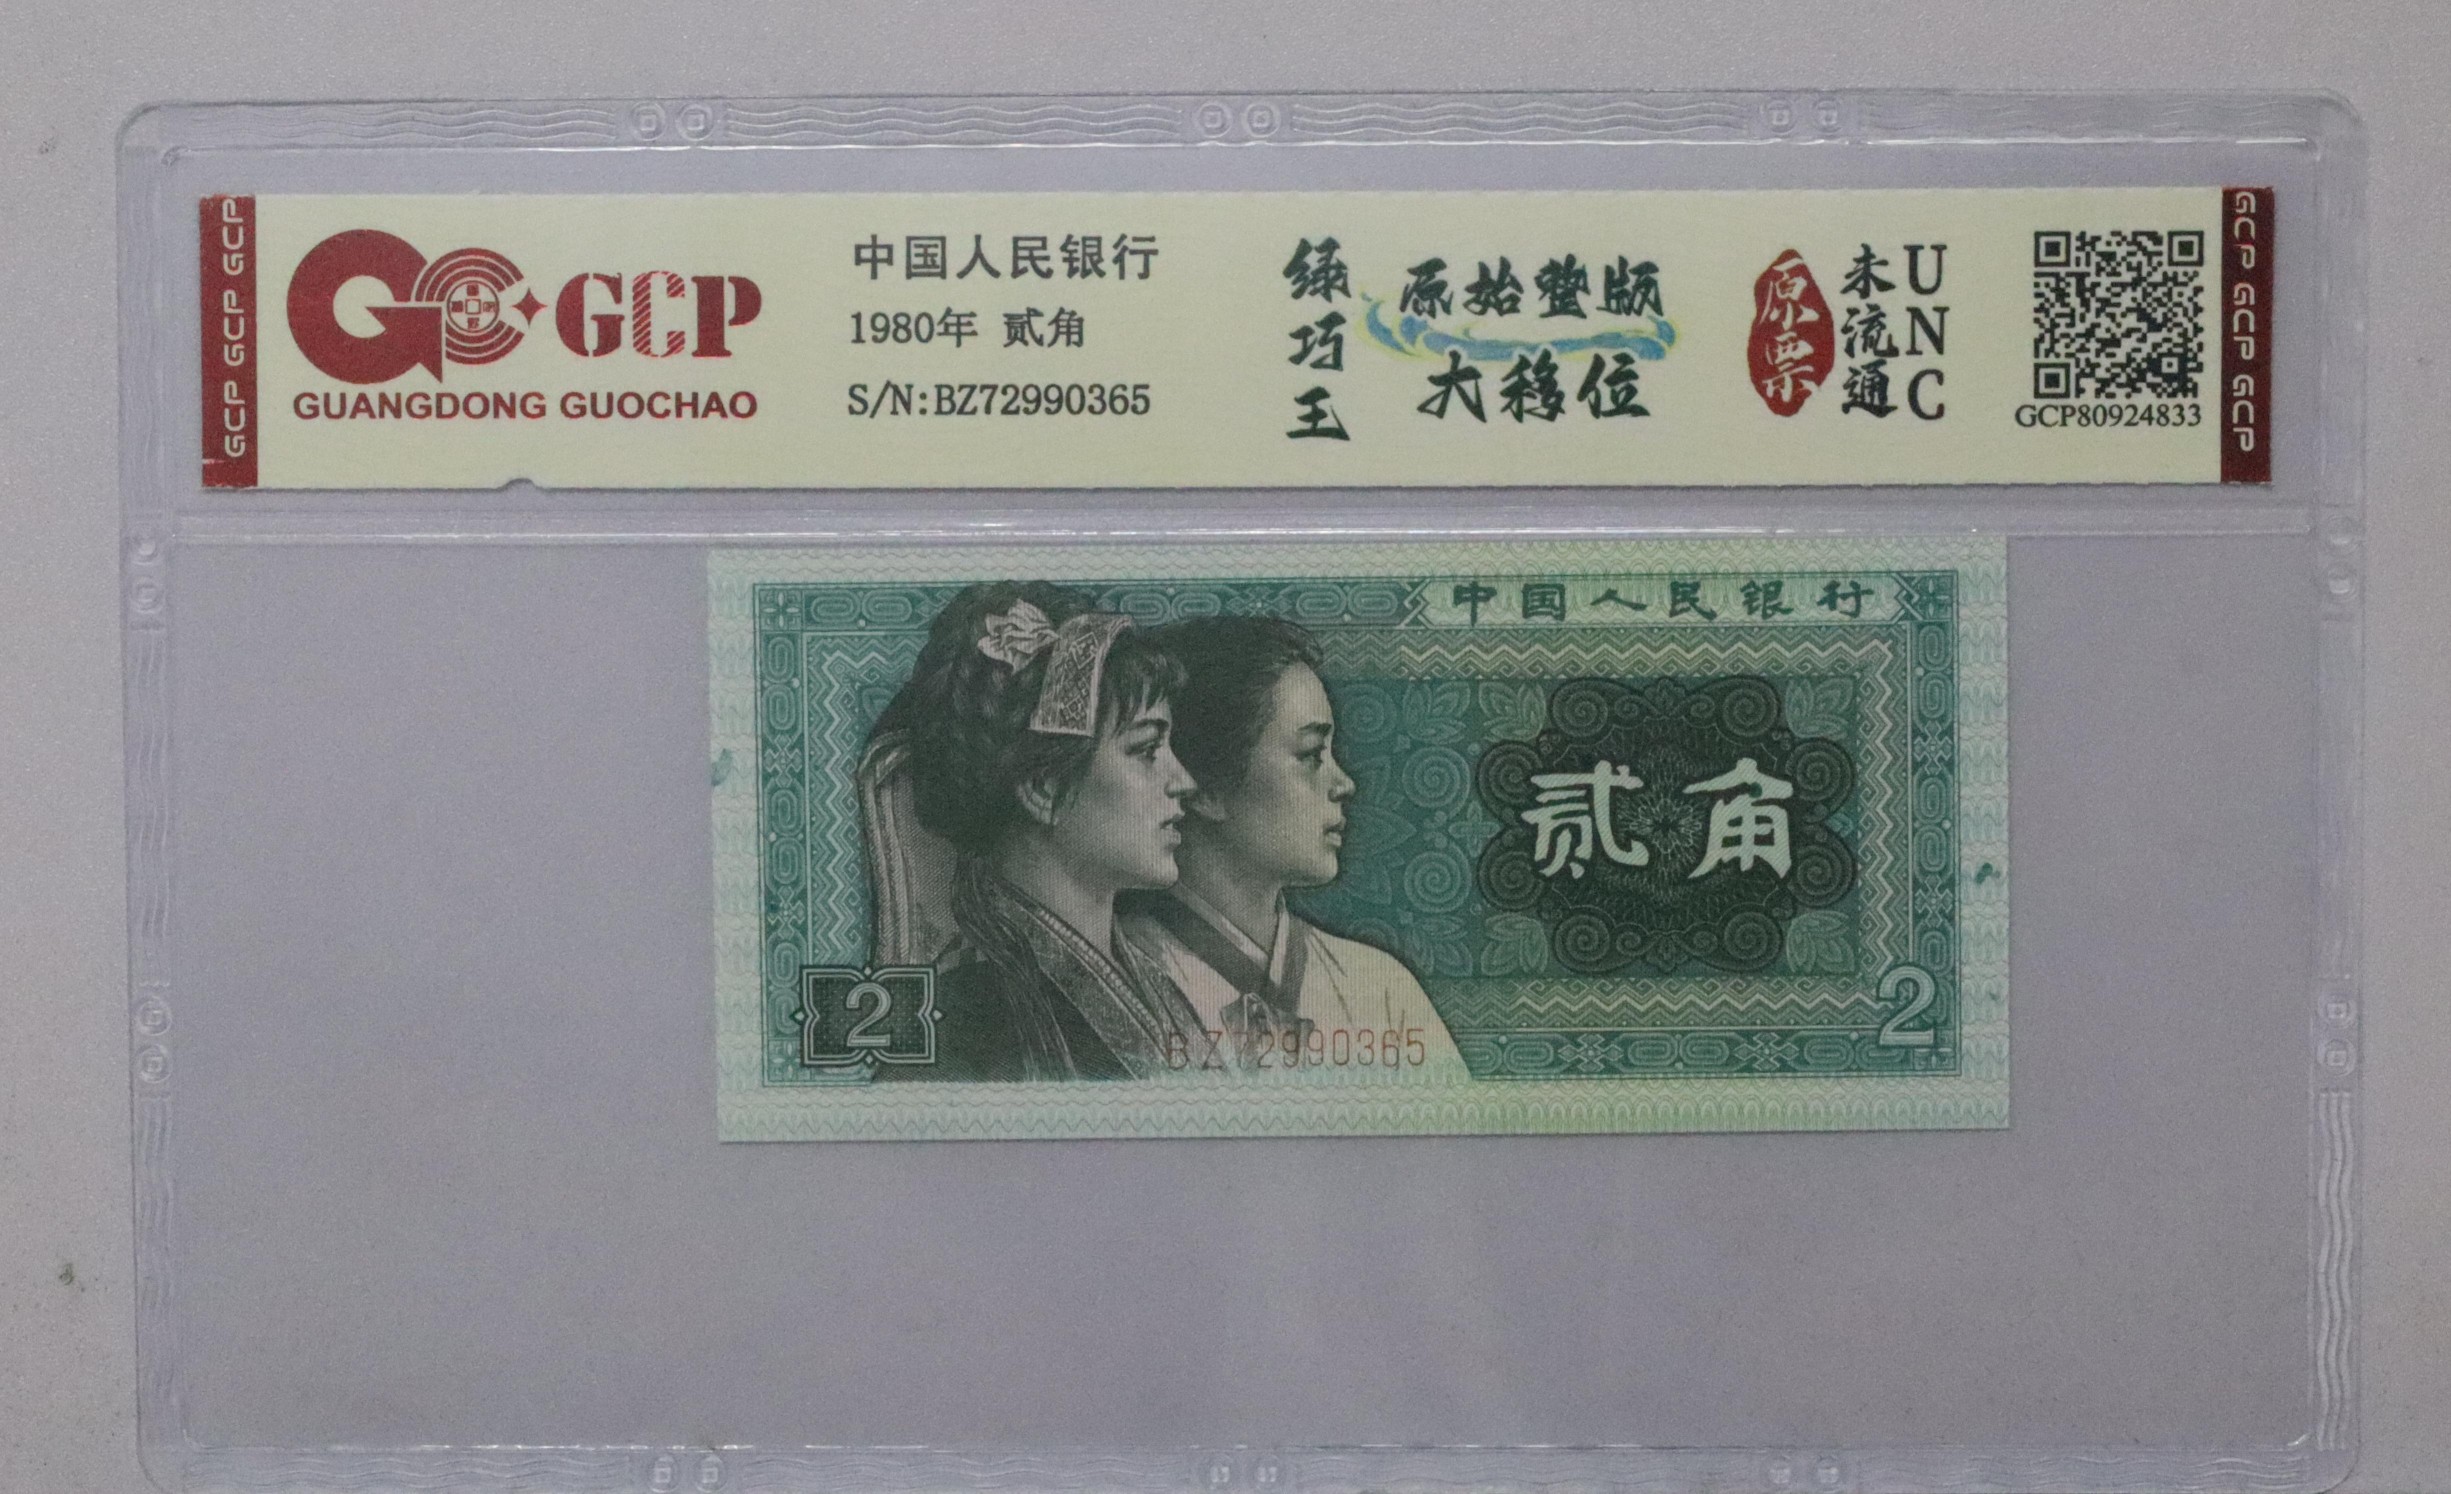 GCP GCP GCP
GCP
GUANGDONG GUOCHAO
中国人民银行
1980年 贰角
S/N:BZ72990365
绿巧王
原始整版
大移位
原票
未流通
UNC
GCP80924833
GCP GCP GCP
中国人民银行
贰角
2
2
BZ72990365